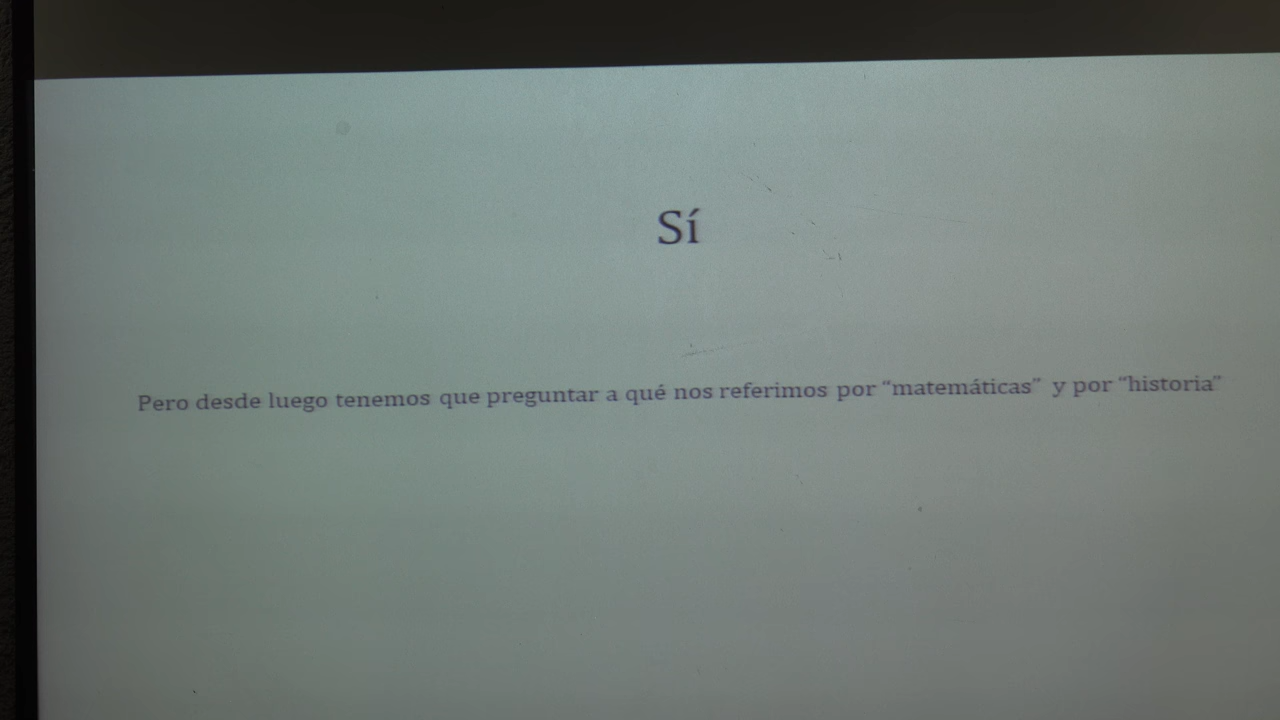 Sí
Pero desde luego tenemos que preguntar a qué nos referimos por “matemáticas” y por “historia”